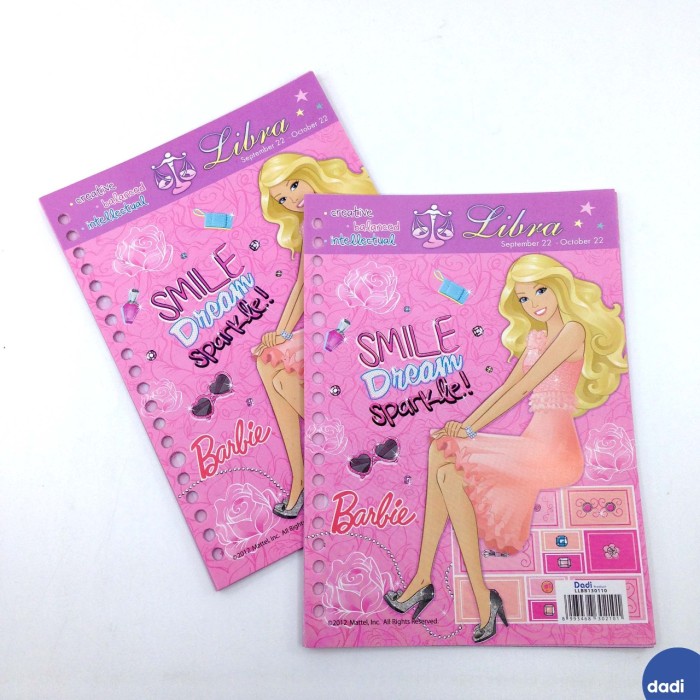 Libra
September 22 - October 22
• creative
• balanced
• intellectual
SMILE
Dream
Sparkle!!
Barbie
©2012 Mattel, Inc. All Rights
Libra
September 22 - October 22
• creative
balanced
intellectual
SMILE
Dream
Sparkle!!
Barbie
©2012 Mattel, Inc. All Rights Reserved
Dadi
LLBR130110
dadi